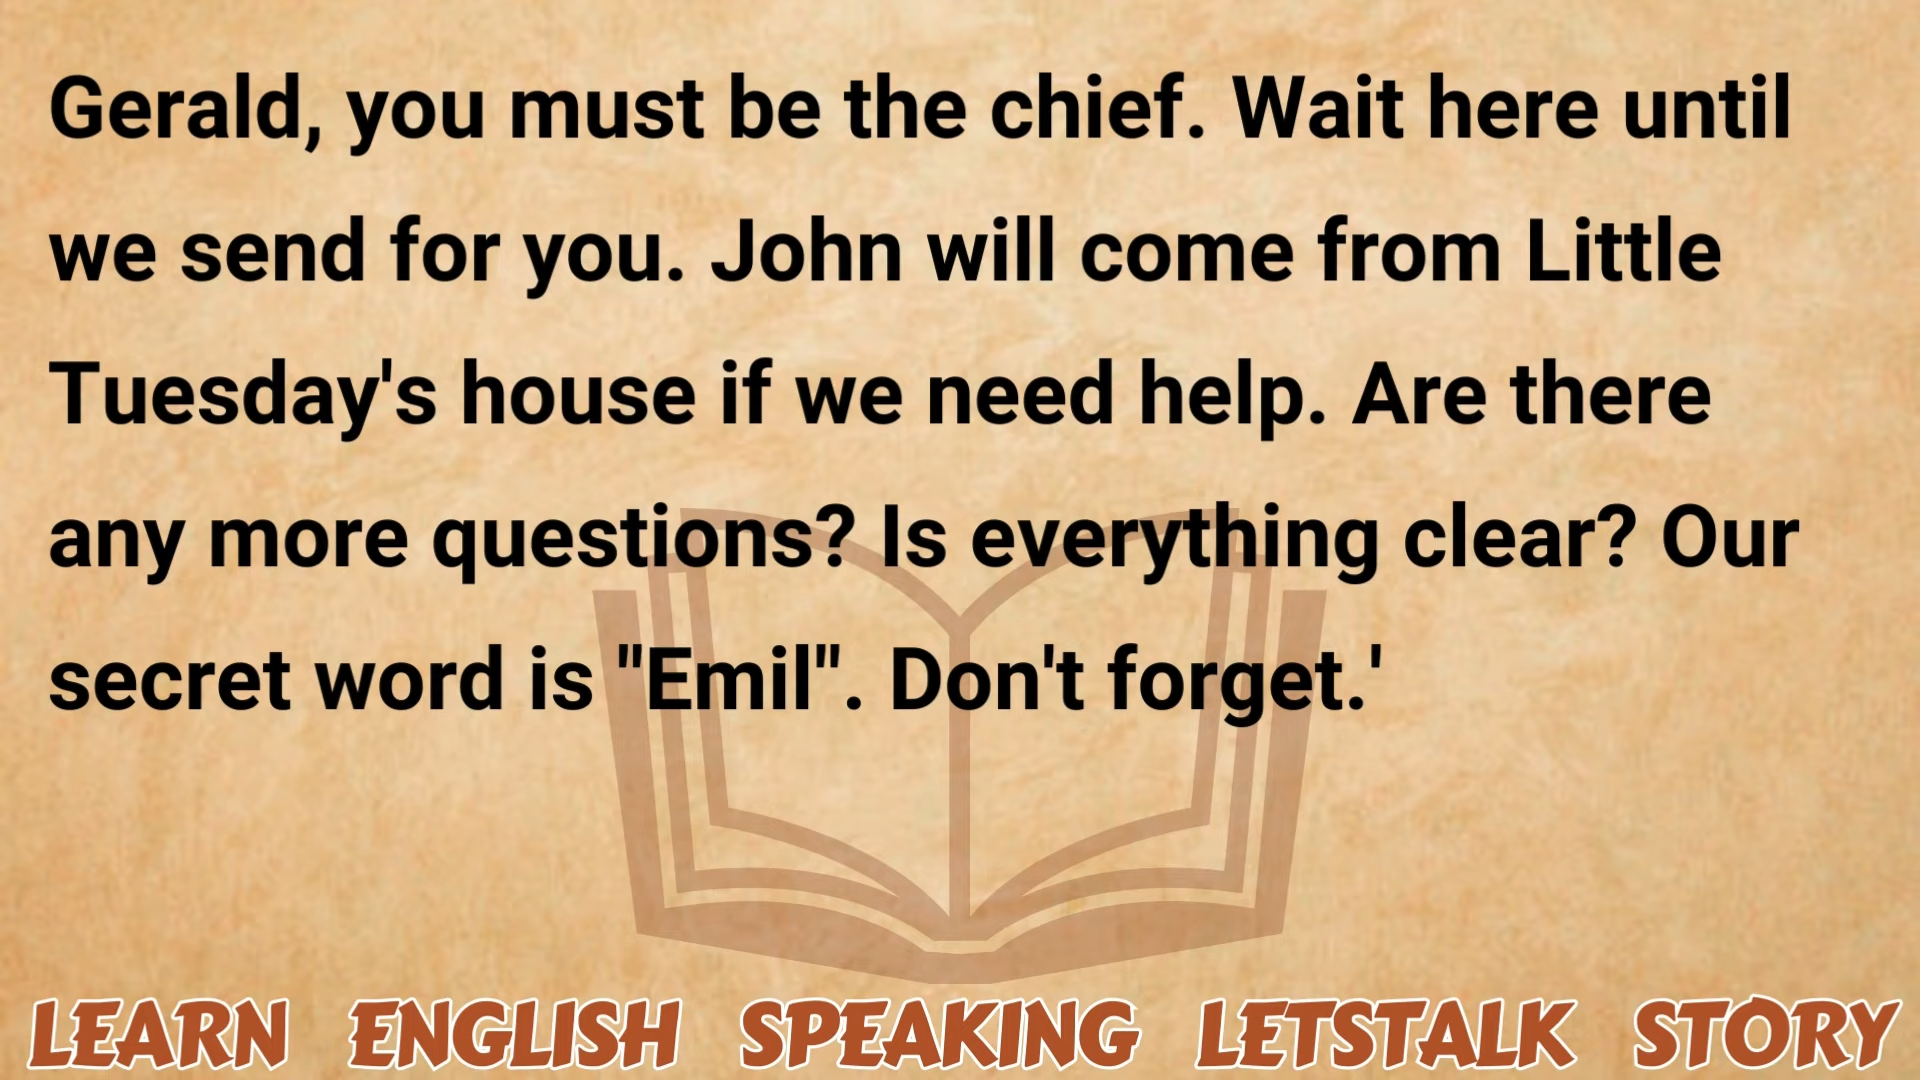 Gerald, you must be the chief. Wait here until
we send for you. John will come from Little
Tuesday's house if we need help. Are there
any more questions? Is everything clear? Our
secret word is "Emil". Don't forget.'
LEARN ENGLISH SPEAKING LETSTALK STORY